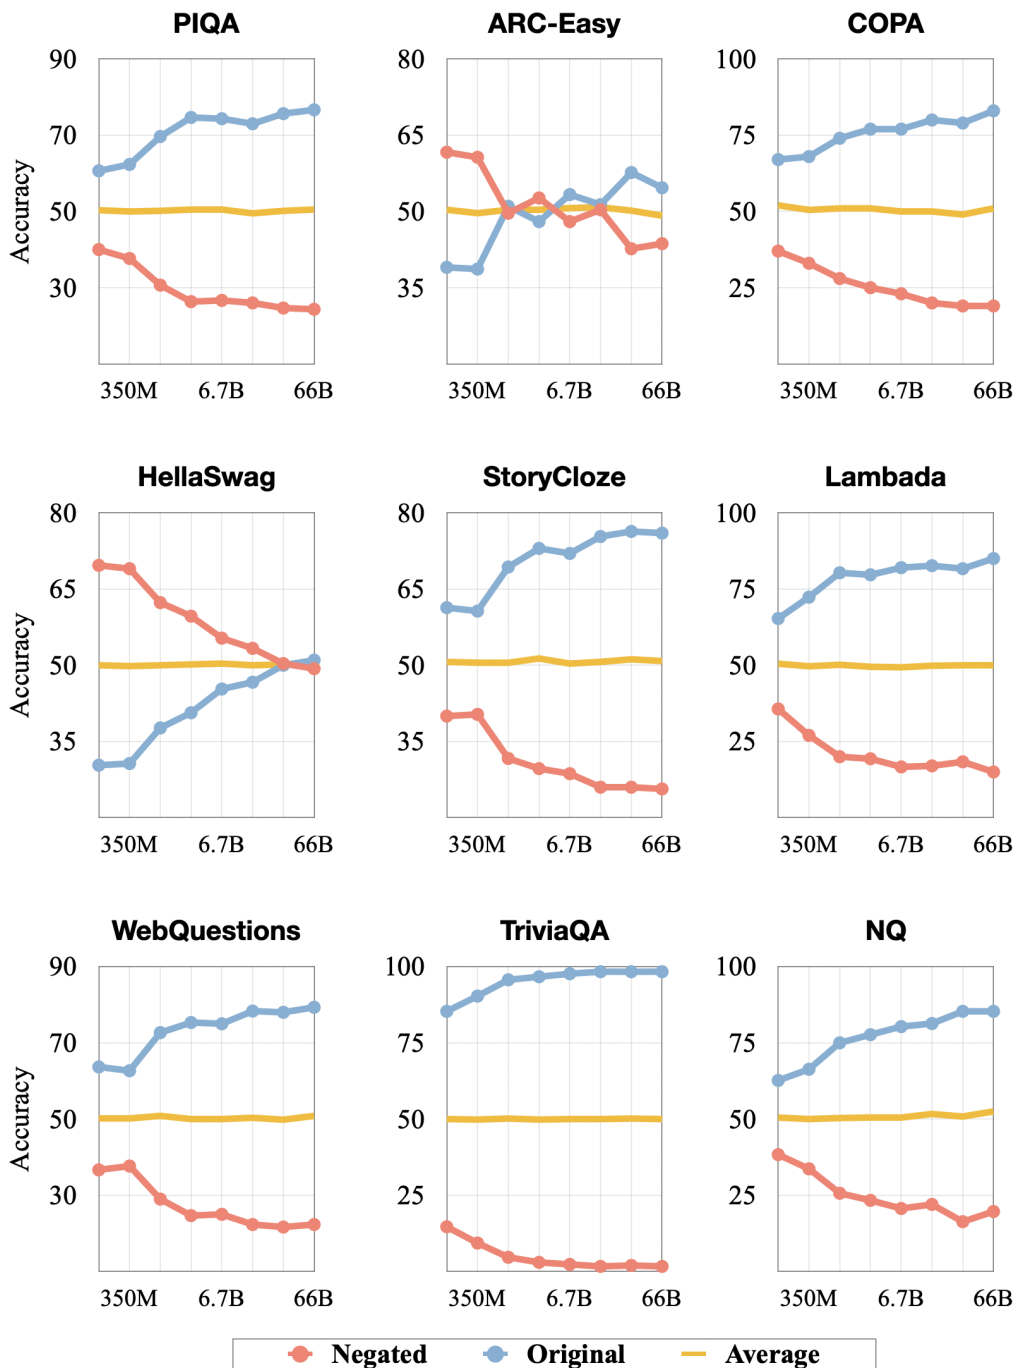 PIQA ARC-Easy COPA
90 80 100
70 65 75
50 50 50
30 35 25
Accuracy
350M 6.7B 66B 350M 6.7B 66B 350M 6.7B 66B
HellaSwag StoryCloze Lambada
80 80 100
65 65 75
50 50 50
35 35 25
Accuracy
350M 6.7B 66B 350M 6.7B 66B 350M 6.7B 66B
WebQuestions TriviaQA NQ
90 100 100
70 75 75
50 50 50
30 25 25
Accuracy
350M 6.7B 66B 350M 6.7B 66B 350M 6.7B 66B
Negated Original Average